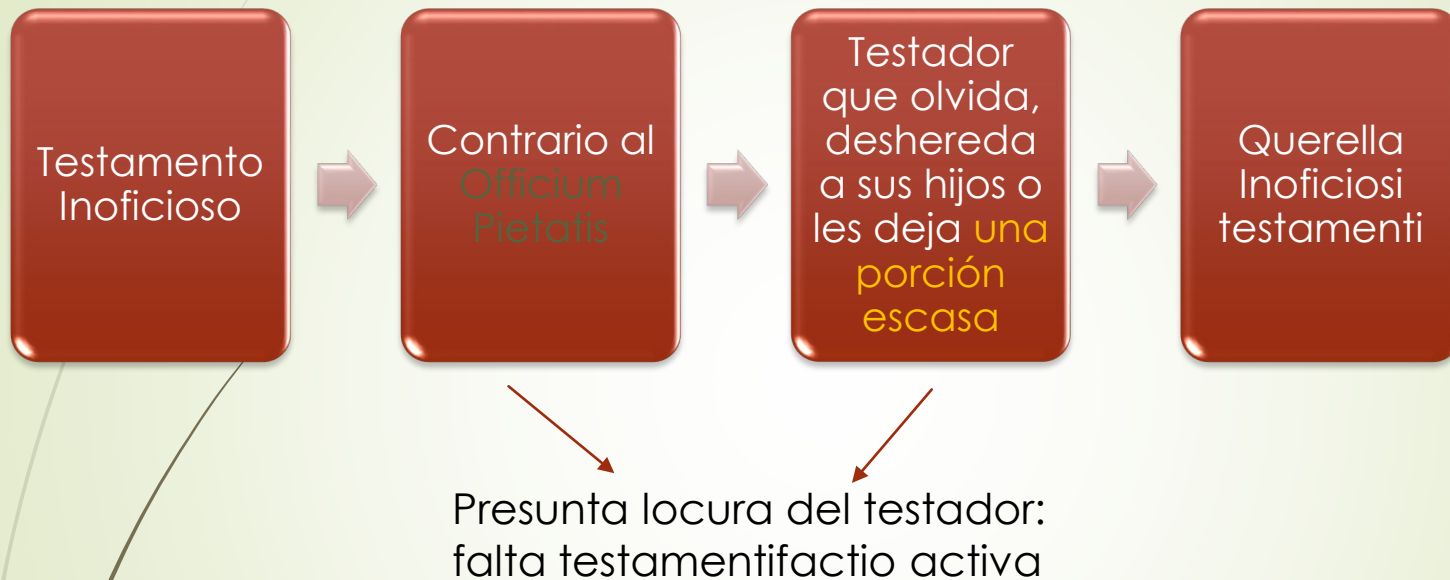 Testamento
Inoficioso
Contrario al
Officium
Pietatis
Testador
que olvida,
deshereda
a sus hijos o
les deja una
porción
escasa
Querella
Inoficiosi
testamenti
Presunta locura del testador:
falta testamentifactio activa